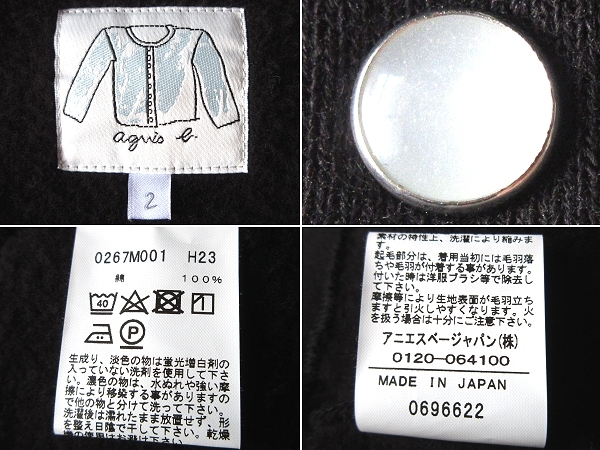 agnès b.
2
0267M001 H23
綿 100%
40
P
生成り、淡色の物は蛍光増白剤の
入っていない洗剤を使用して下さ
い。濃色の物は、水ぬれや強い摩
擦により移染する事がありますの
で他の物と分けて洗って下さい。
洗濯後は濡れたまま放置せず、形
を整え日陰で干して下さい。乾燥
素材の特性上、洗濯により縮みま
す。
起毛部分は、着用当初には毛羽落
ちや毛羽が付着する事があります。
付いた時は洋服ブラシ等で除去し
て下さい。
摩擦等により生地表面が毛羽立ち
ますと引火しやすくなります。火
を扱う場合は十分にご注意下さい。
アニエスベージャパン(株)
0120-064100
MADE IN JAPAN
0696622